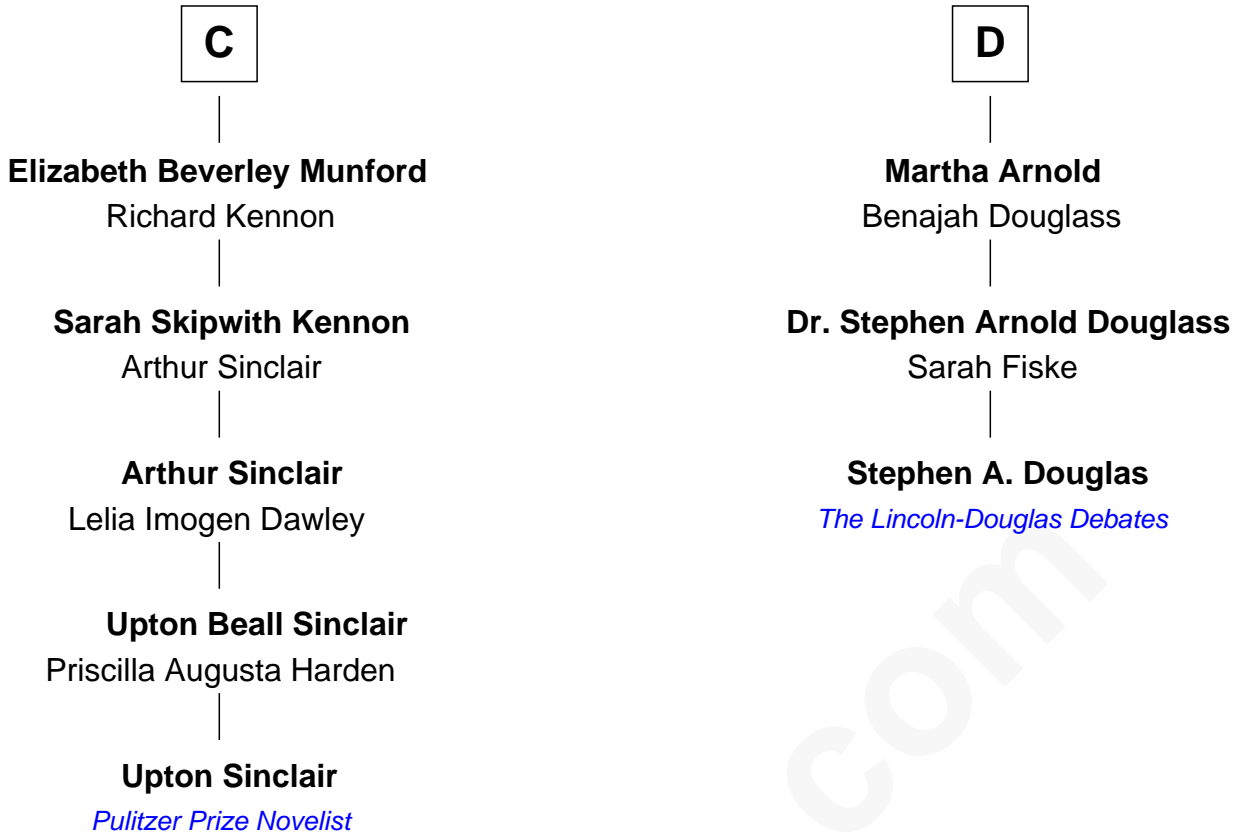 C
Elizabeth Beverley Munford
Richard Kennon
Sarah Skipwith Kennon
Arthur Sinclair
Arthur Sinclair
Lelia Imogen Dawley
Upton Beall Sinclair
Priscilla Augusta Harden
Upton Sinclair
Pulitzer Prize Novelist
D
Martha Arnold
Benajah Douglass
Dr. Stephen Arnold Douglass
Sarah Fiske
Stephen A. Douglas
The Lincoln-Douglas Debates
com